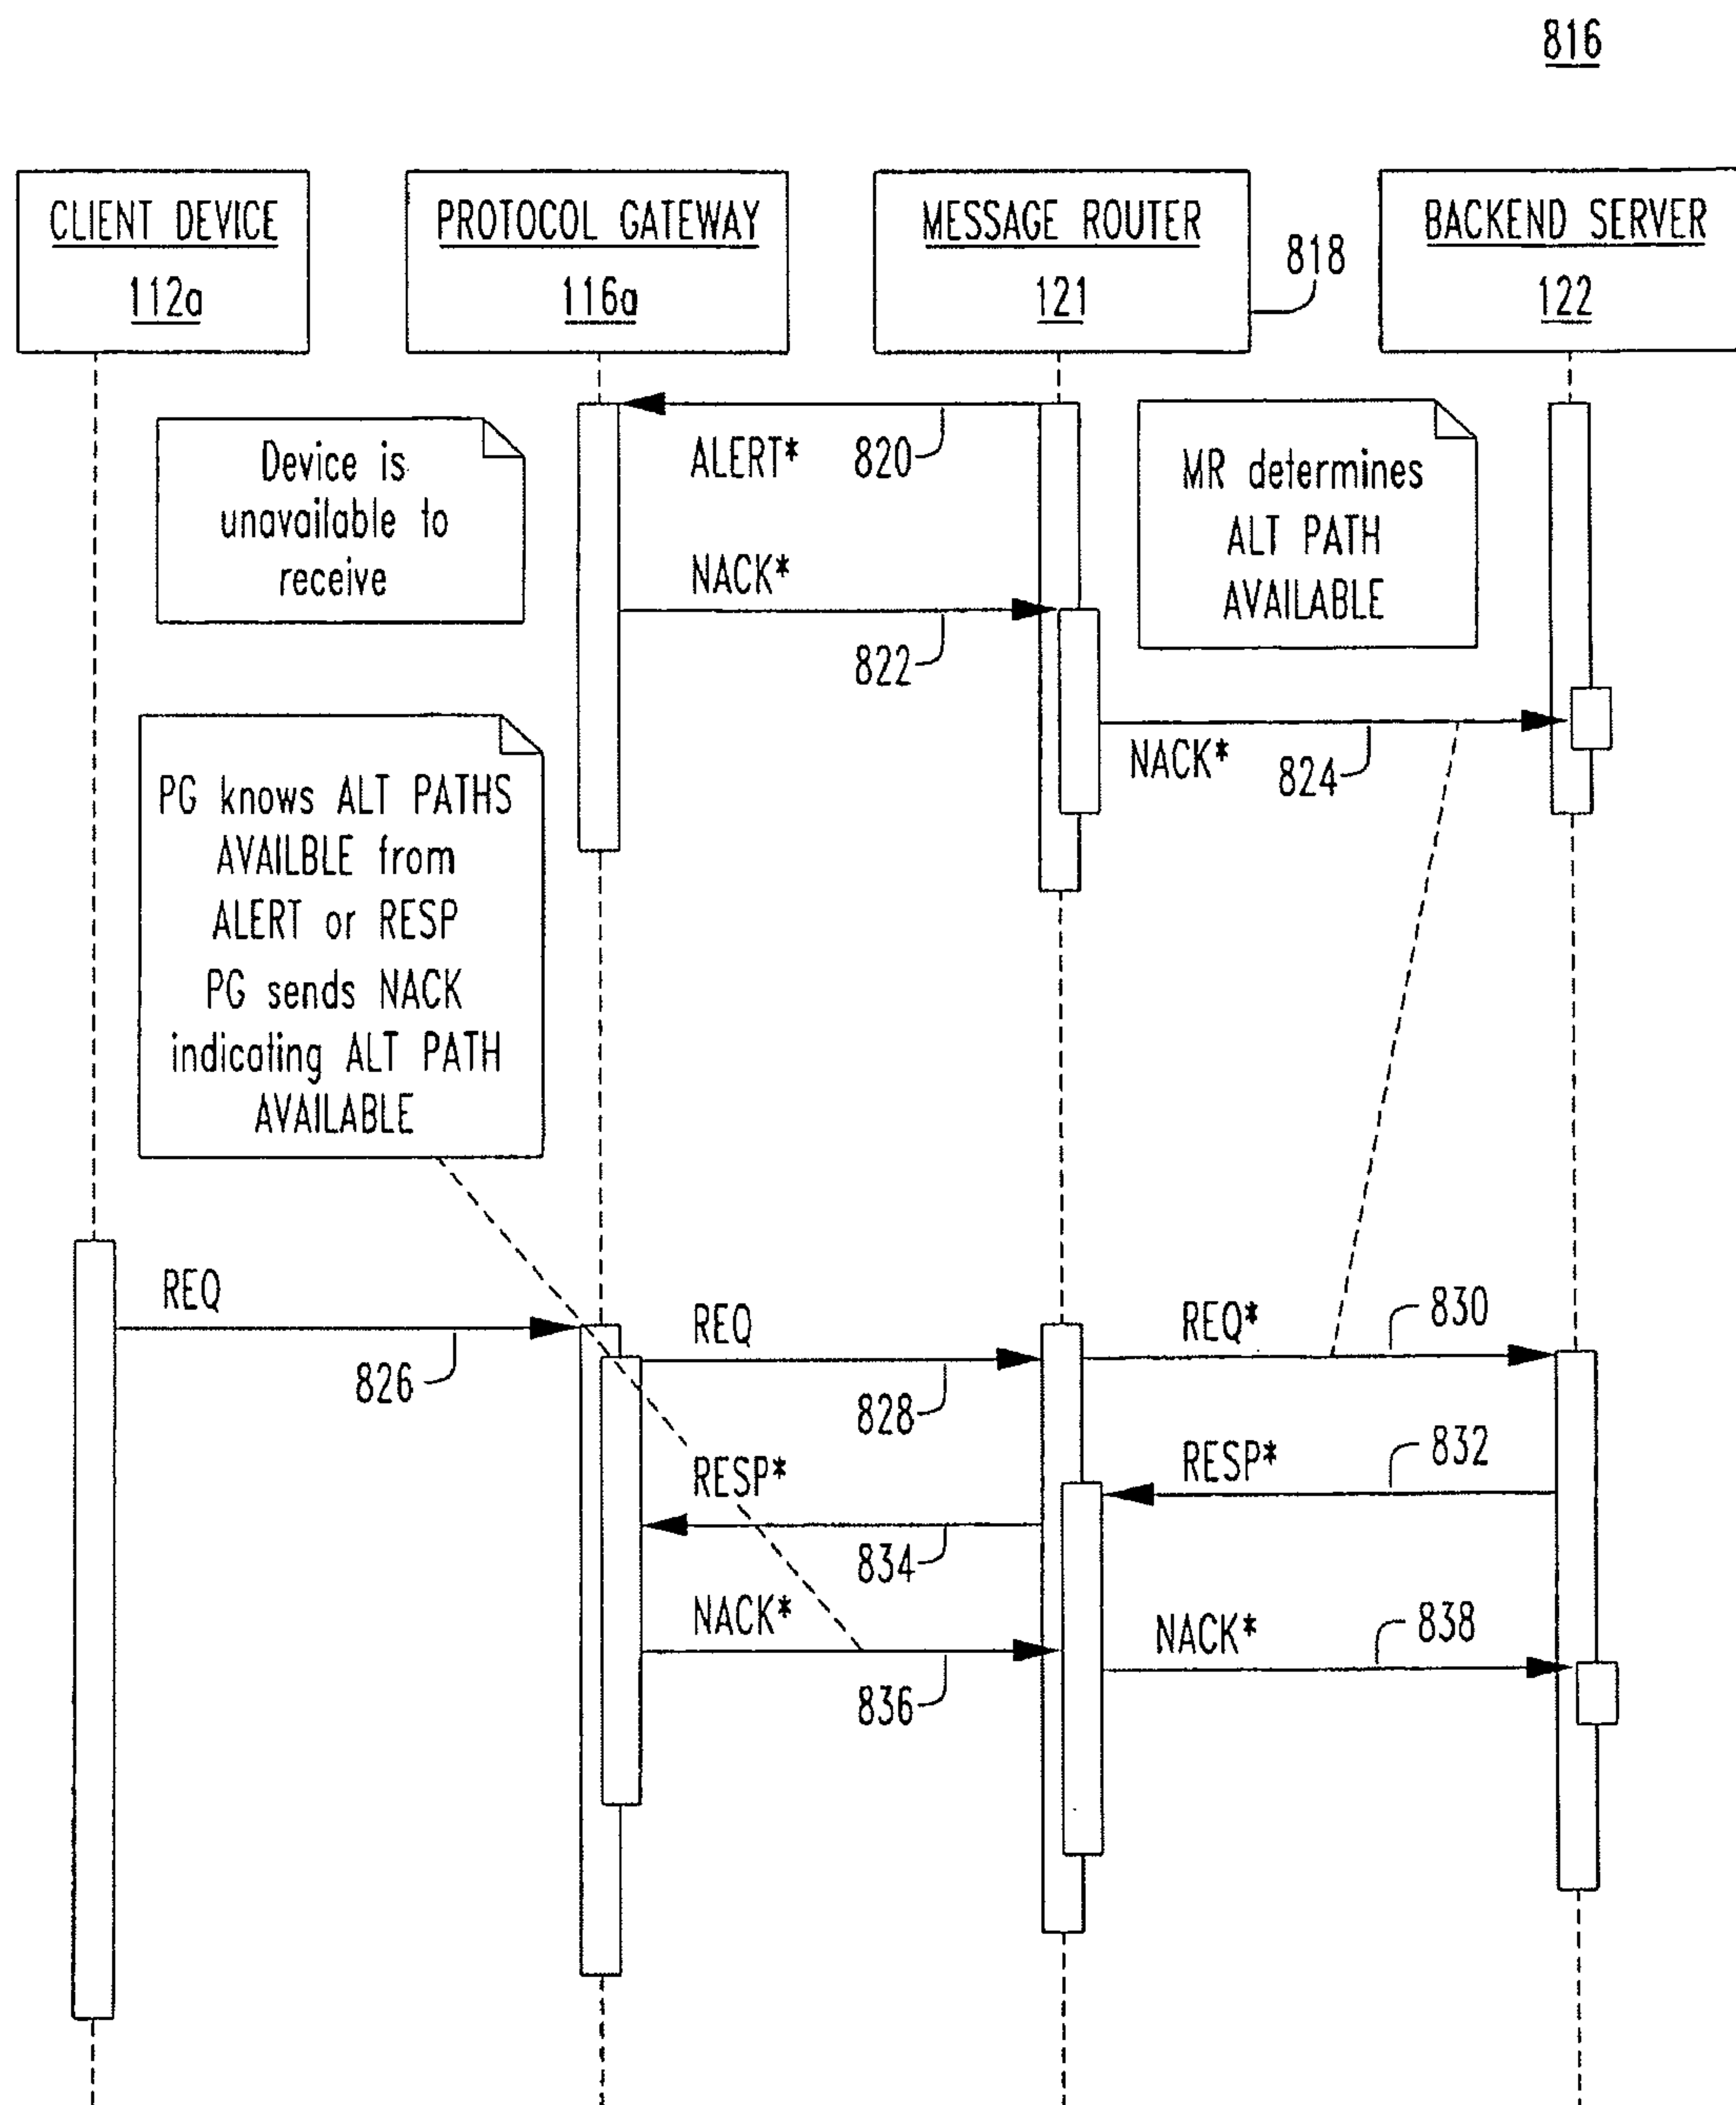 816
CLIENT DEVICE
112a
PROTOCOL GATEWAY
116a
MESSAGE ROUTER
121
818
BACKEND SERVER
122
Device is
unavailable to
receive
ALERT*
820
MR determines
ALT PATH
AVAILABLE
NACK*
822
NACK*
824
PG knows ALT PATHS
AVAILBLE from
ALERT or RESP
PG sends NACK
indicating ALT PATH
AVAILABLE
REQ
826
REQ
828
REQ*
830
RESP*
832
RESP*
834
NACK*
836
NACK*
838